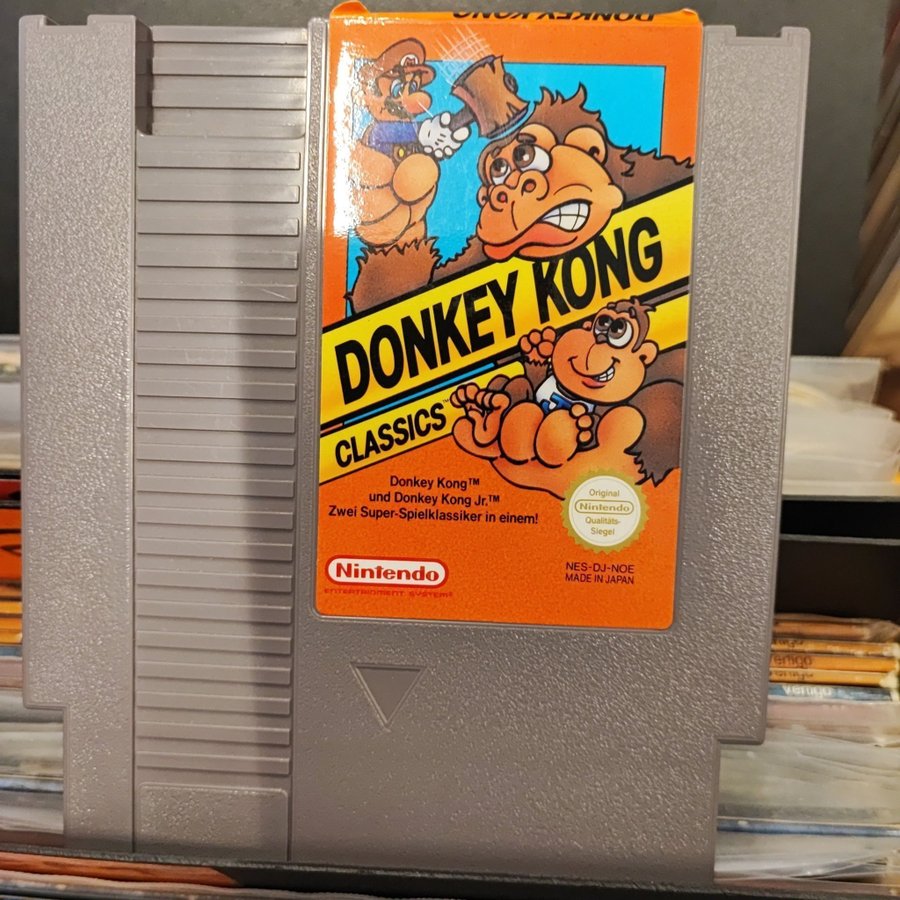 DONKEY KONG
DONKEY KONG
CLASSICS™
Donkey Kong™
und Donkey Kong Jr.™
Zwei Super-Spielklassiker in einem!
Original
Nintendo
Qualitäts-
Siegel
Nintendo
ENTERTAINMENT SYSTEM®
NES-DJ-NOE
MADE IN JAPAN